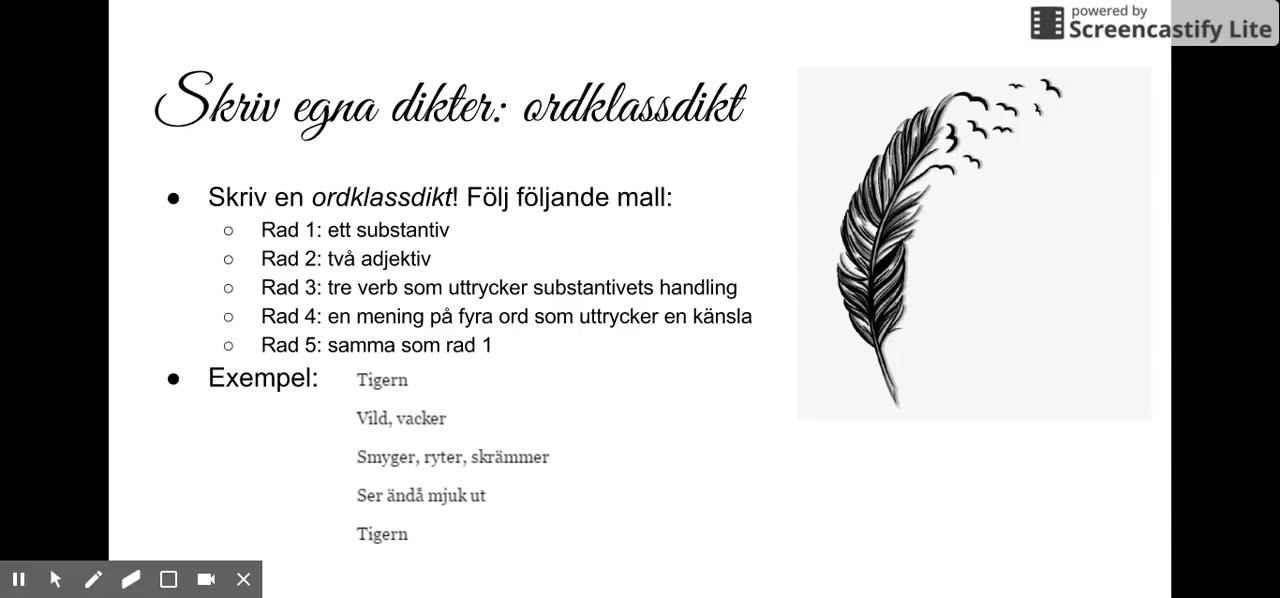 powered by
Screencastify Lite
Skriv egna dikter: ordklassdikt
● Skriv en ordklassdikt! Följ följande mall:
○ Rad 1: ett substantiv
○ Rad 2: två adjektiv
○ Rad 3: tre verb som uttrycker substantivets handling
○ Rad 4: en mening på fyra ord som uttrycker en känsla
○ Rad 5: samma som rad 1
● Exempel:
Tigern
Vild, vacker
Smyger, ryter, skrämmer
Ser ändå mjuk ut
Tigern